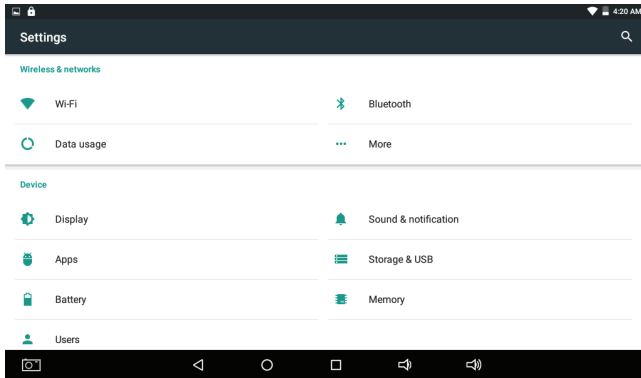 4:20 AM
Settings
Wireless & networks
Wi-Fi
Bluetooth
Data usage
More
Device
Display
Sound & notification
Apps
Storage & USB
Battery
Memory
Users